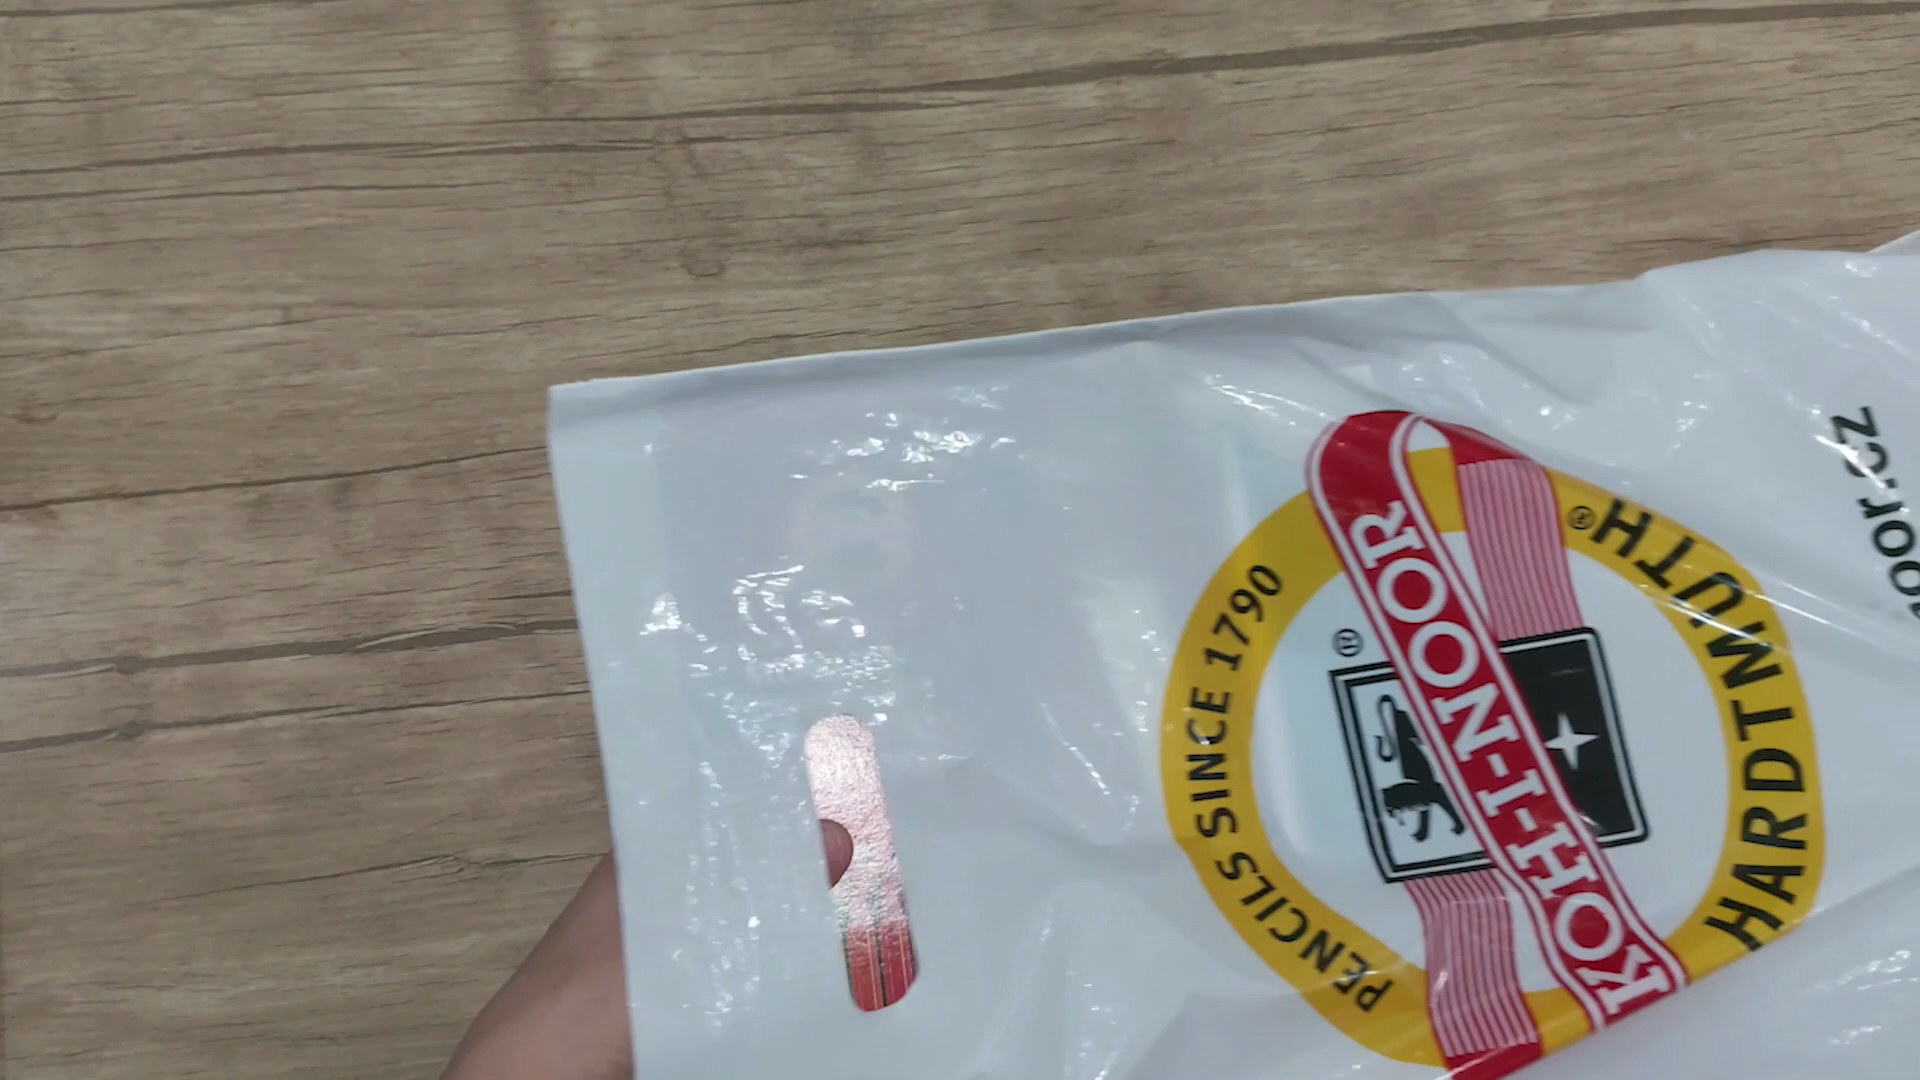 PENCILS SINCE 1790
KOH-I-NOOR
®
HARDTMUTH®
oor.cz